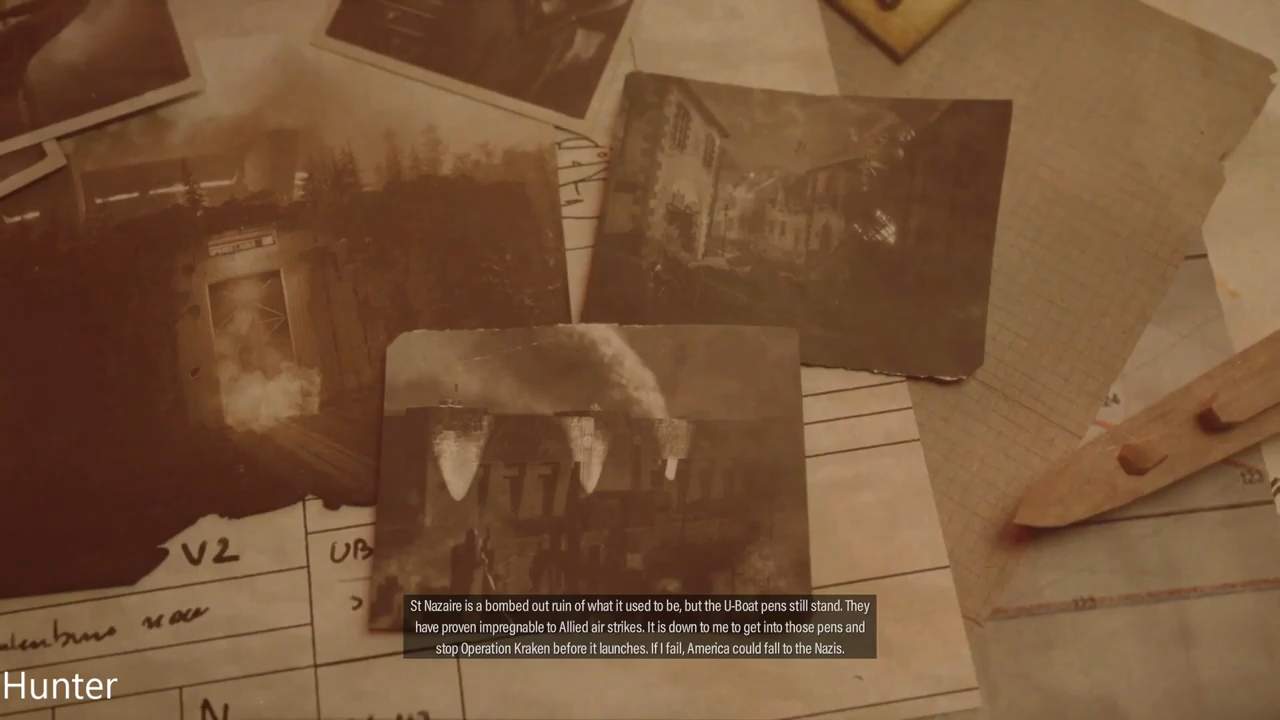 V2
UB
St Nazaire is a bombed out ruin of what it used to be, but the U-Boat pens still stand. They
have proven impregnable to Allied air strikes. It is down to me to get into those pens and
stop Operation Kraken before it launches. If I fail, America could fall to the Nazis.
Hunter
N
123